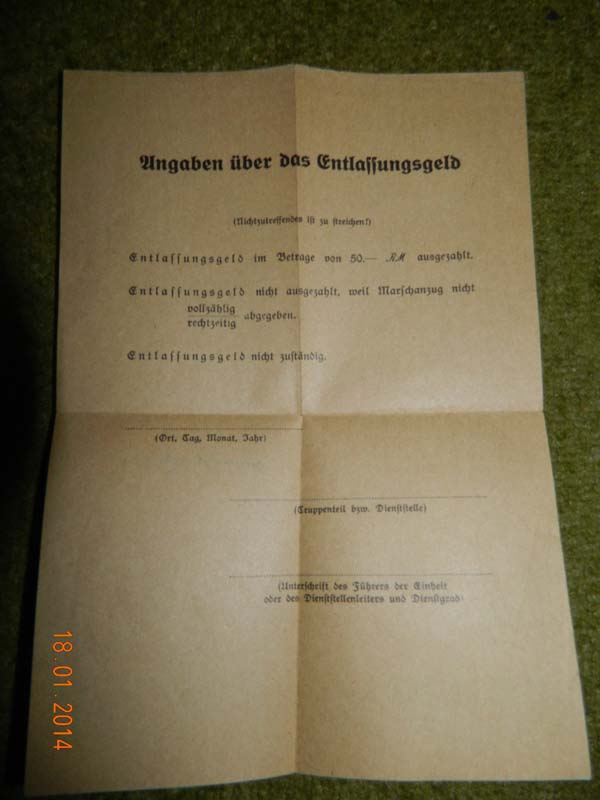 Angaben über das Entlassungsgeld
(Nichtzutreffendes ist zu streichen!)
Entlassungsgeld im Betrage von 50.— RM ausgezahlt.
Entlassungsgeld nicht ausgezahlt, weil Marschanzug nicht
vollzählig
rechtzeitig abgegeben.
Entlassungsgeld nicht zuständig.
(Ort, Tag, Monat, Jahr)
(Truppenteil bzw. Dienststelle)
(Unterschrift des Führers der Einheit
oder des Dienststellenleiters und Dienstgrad)
18.01.2014